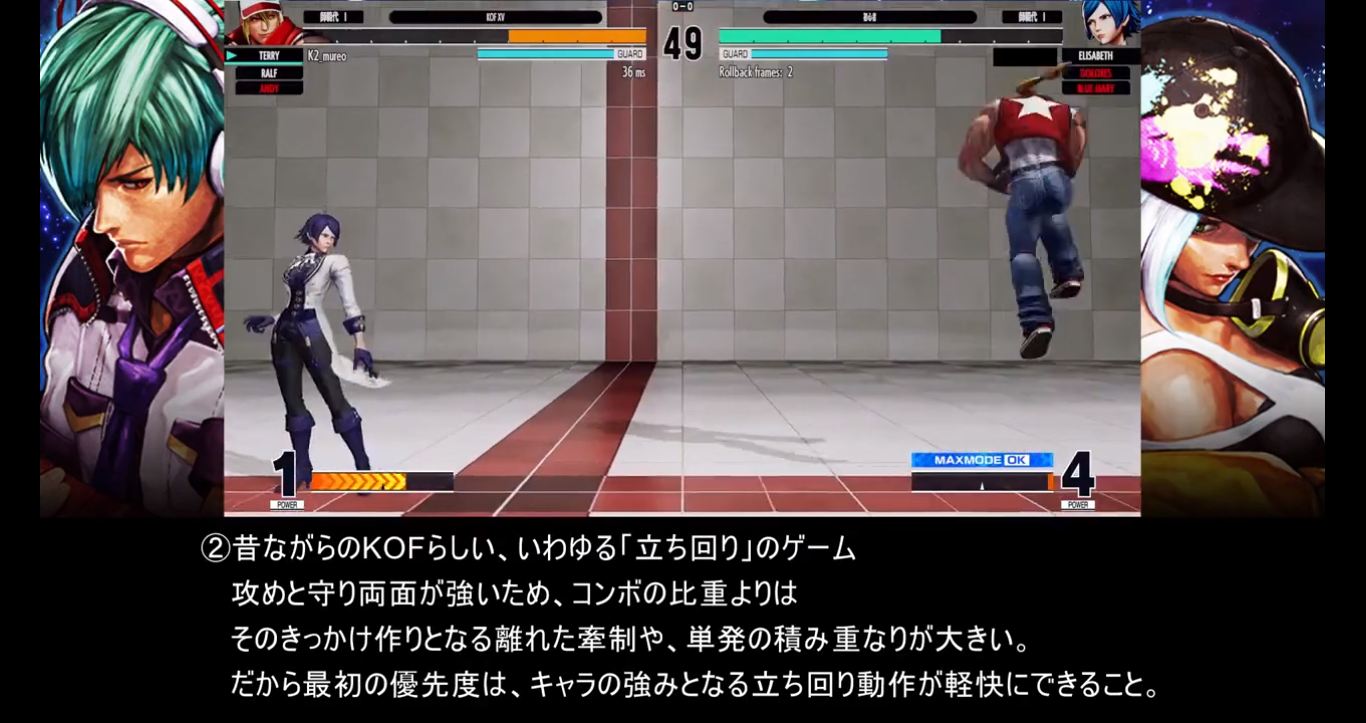 0-0
KOF XV
49
TERRY
K2_mureo
GUARD
GUARD
ELISABETH
RALF
36 ms
Rollback frames: 2
DOLORES
ANDY
BLUE MARY
MAXMODE OK
1
4
POWER
POWER
②昔ながらのKOFらしい、いわゆる「立ち回り」のゲーム
攻めと守り両面が強いため、コンボの比重よりは
そのきっかけ作りとなる離れた牽制や、単発の積み重なりが大きい。
だから最初の優先度は、キャラの強みとなる立ち回り動作が軽快にできること。